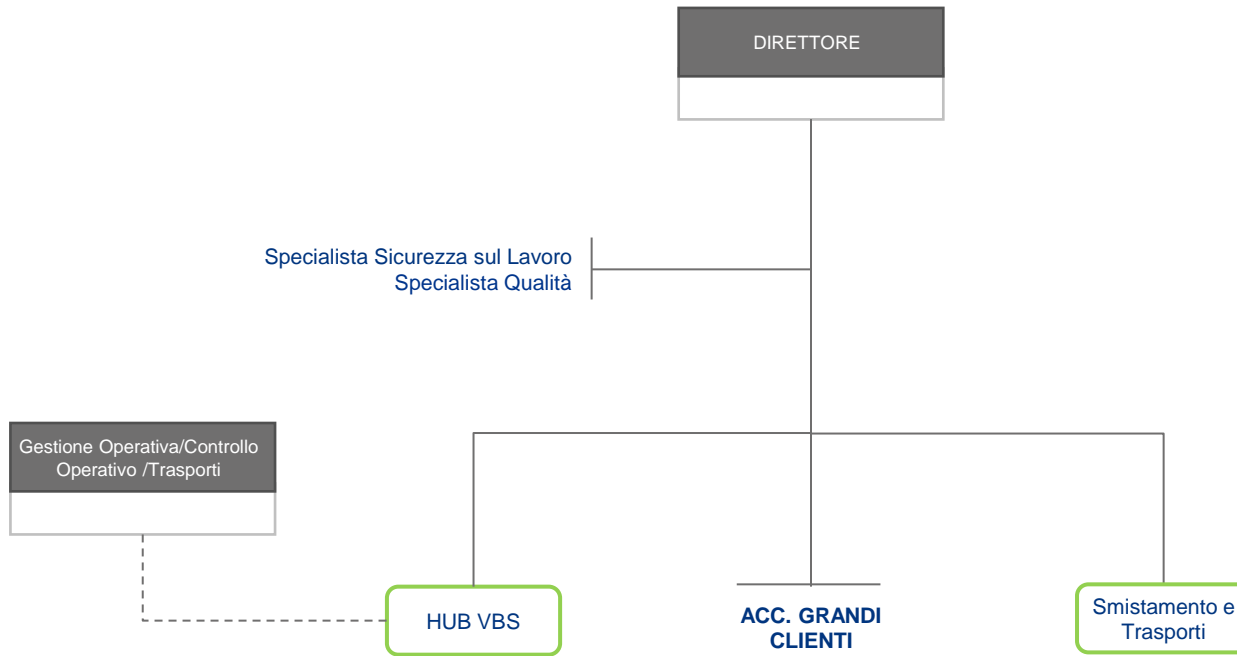 DIRETTORE
Specialista Sicurezza sul Lavoro
Specialista Qualità
Gestione Operativa/Controllo
Operativo /Trasporti
HUB VBS
ACC. GRANDI
CLIENTI
Smistamento e
Trasporti